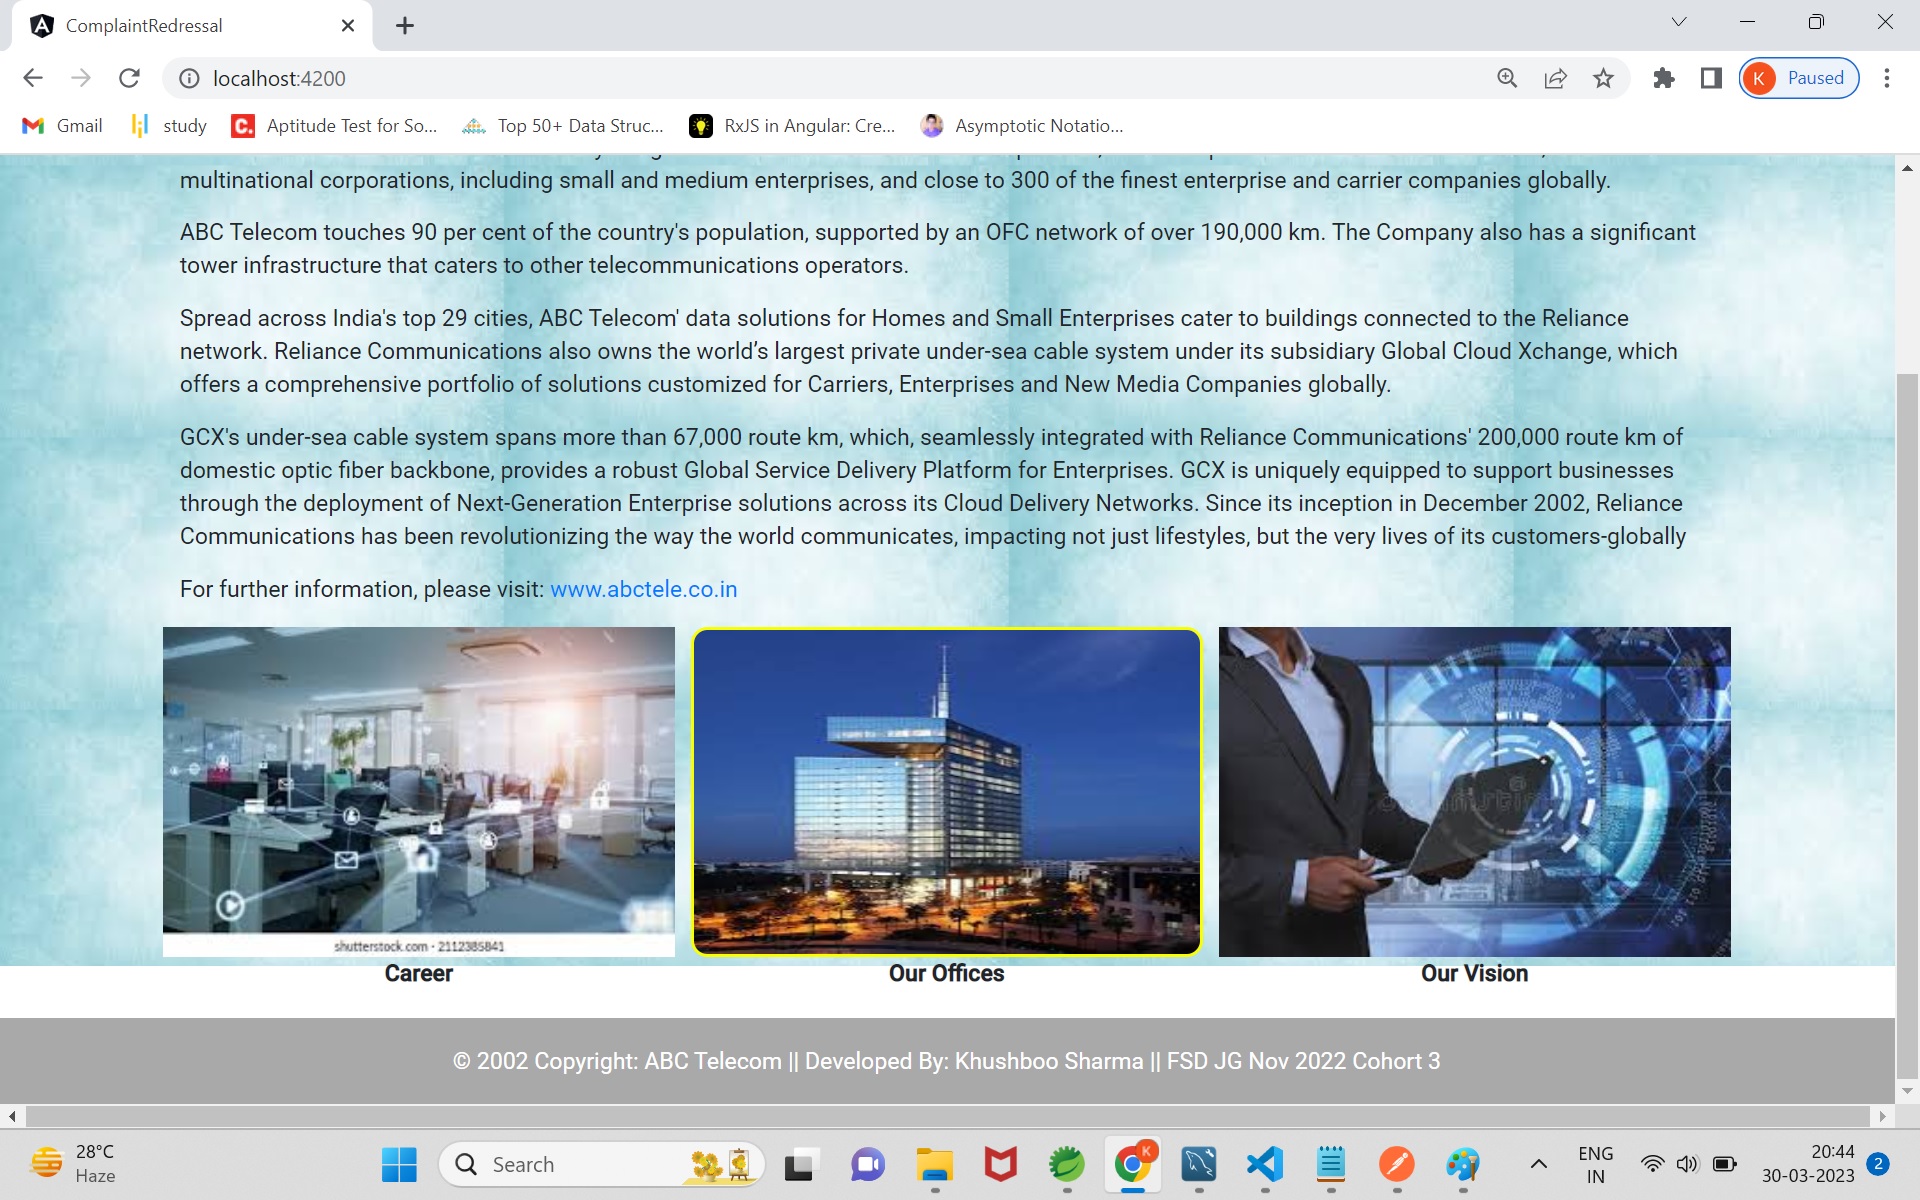 ComplaintRedressal
localhost:4200
K Paused
Gmail
study
C. Aptitude Test for So...
Top 50+ Data Struc...
RxJS in Angular: Cre...
Asymptotic Notatio...
multinational corporations, including small and medium enterprises, and close to 300 of the finest enterprise and carrier companies globally.
ABC Telecom touches 90 per cent of the country's population, supported by an OFC network of over 190,000 km. The Company also has a significant
tower infrastructure that caters to other telecommunications operators.
Spread across India's top 29 cities, ABC Telecom' data solutions for Homes and Small Enterprises cater to buildings connected to the Reliance
network. Reliance Communications also owns the world’s largest private under-sea cable system under its subsidiary Global Cloud Xchange, which
offers a comprehensive portfolio of solutions customized for Carriers, Enterprises and New Media Companies globally.
GCX's under-sea cable system spans more than 67,000 route km, which, seamlessly integrated with Reliance Communications' 200,000 route km of
domestic optic fiber backbone, provides a robust Global Service Delivery Platform for Enterprises. GCX is uniquely equipped to support businesses
through the deployment of Next-Generation Enterprise solutions across its Cloud Delivery Networks. Since its inception in December 2002, Reliance
Communications has been revolutionizing the way the world communicates, impacting not just lifestyles, but the very lives of its customers-globally
For further information, please visit: www.abctele.co.in
shutterstock.com · 2112385841
Career
Our Offices
Our Vision
© 2002 Copyright: ABC Telecom || Developed By: Khushboo Sharma || FSD JG Nov 2022 Cohort 3
28°C
Haze
Search
K
ENG
IN
20:44
30-03-2023
2